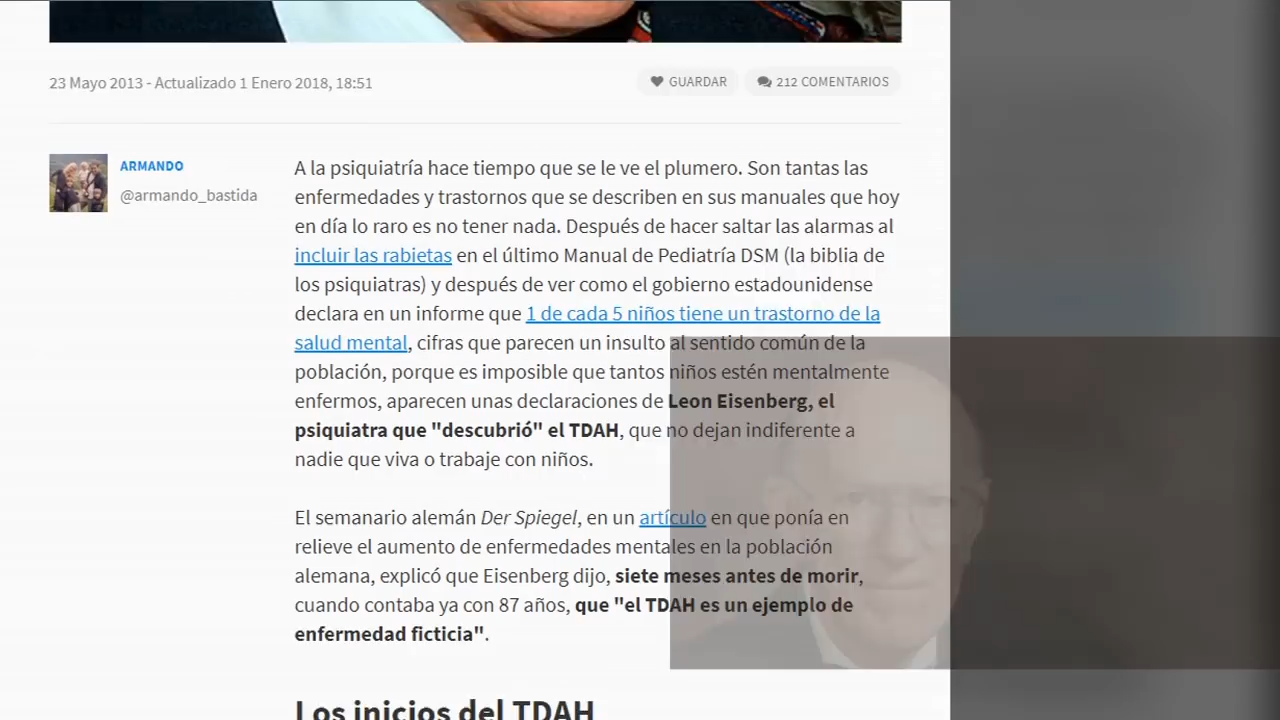 23 Mayo 2013 - Actualizado 1 Enero 2018, 18:51
GUARDAR
212 COMENTARIOS
ARMANDO
@armando_bastida
A la psiquiatría hace tiempo que se le ve el plumero. Son tantas las
enfermedades y trastornos que se describen en sus manuales que hoy
en día lo raro es no tener nada. Después de hacer saltar las alarmas al
incluir las rabietas en el último Manual de Pediatría DSM (la biblia de
los psiquiatras) y después de ver como el gobierno estadounidense
declara en un informe que 1 de cada 5 niños tiene un trastorno de la
salud mental, cifras que parecen un insulto al sentido común de la
población, porque es imposible que tantos niños estén mentalmente
enfermos, aparecen unas declaraciones de Leon Eisenberg, el
psiquiatra que "descubrió" el TDAH, que no dejan indiferente a
nadie que viva o trabaje con niños.
El semanario alemán Der Spiegel, en un artículo en que ponía en
relieve el aumento de enfermedades mentales en la población
alemana, explicó que Eisenberg dijo, siete meses antes de morir,
cuando contaba ya con 87 años, que "el TDAH es un ejemplo de
enfermedad ficticia".
Los inicios del TDAH